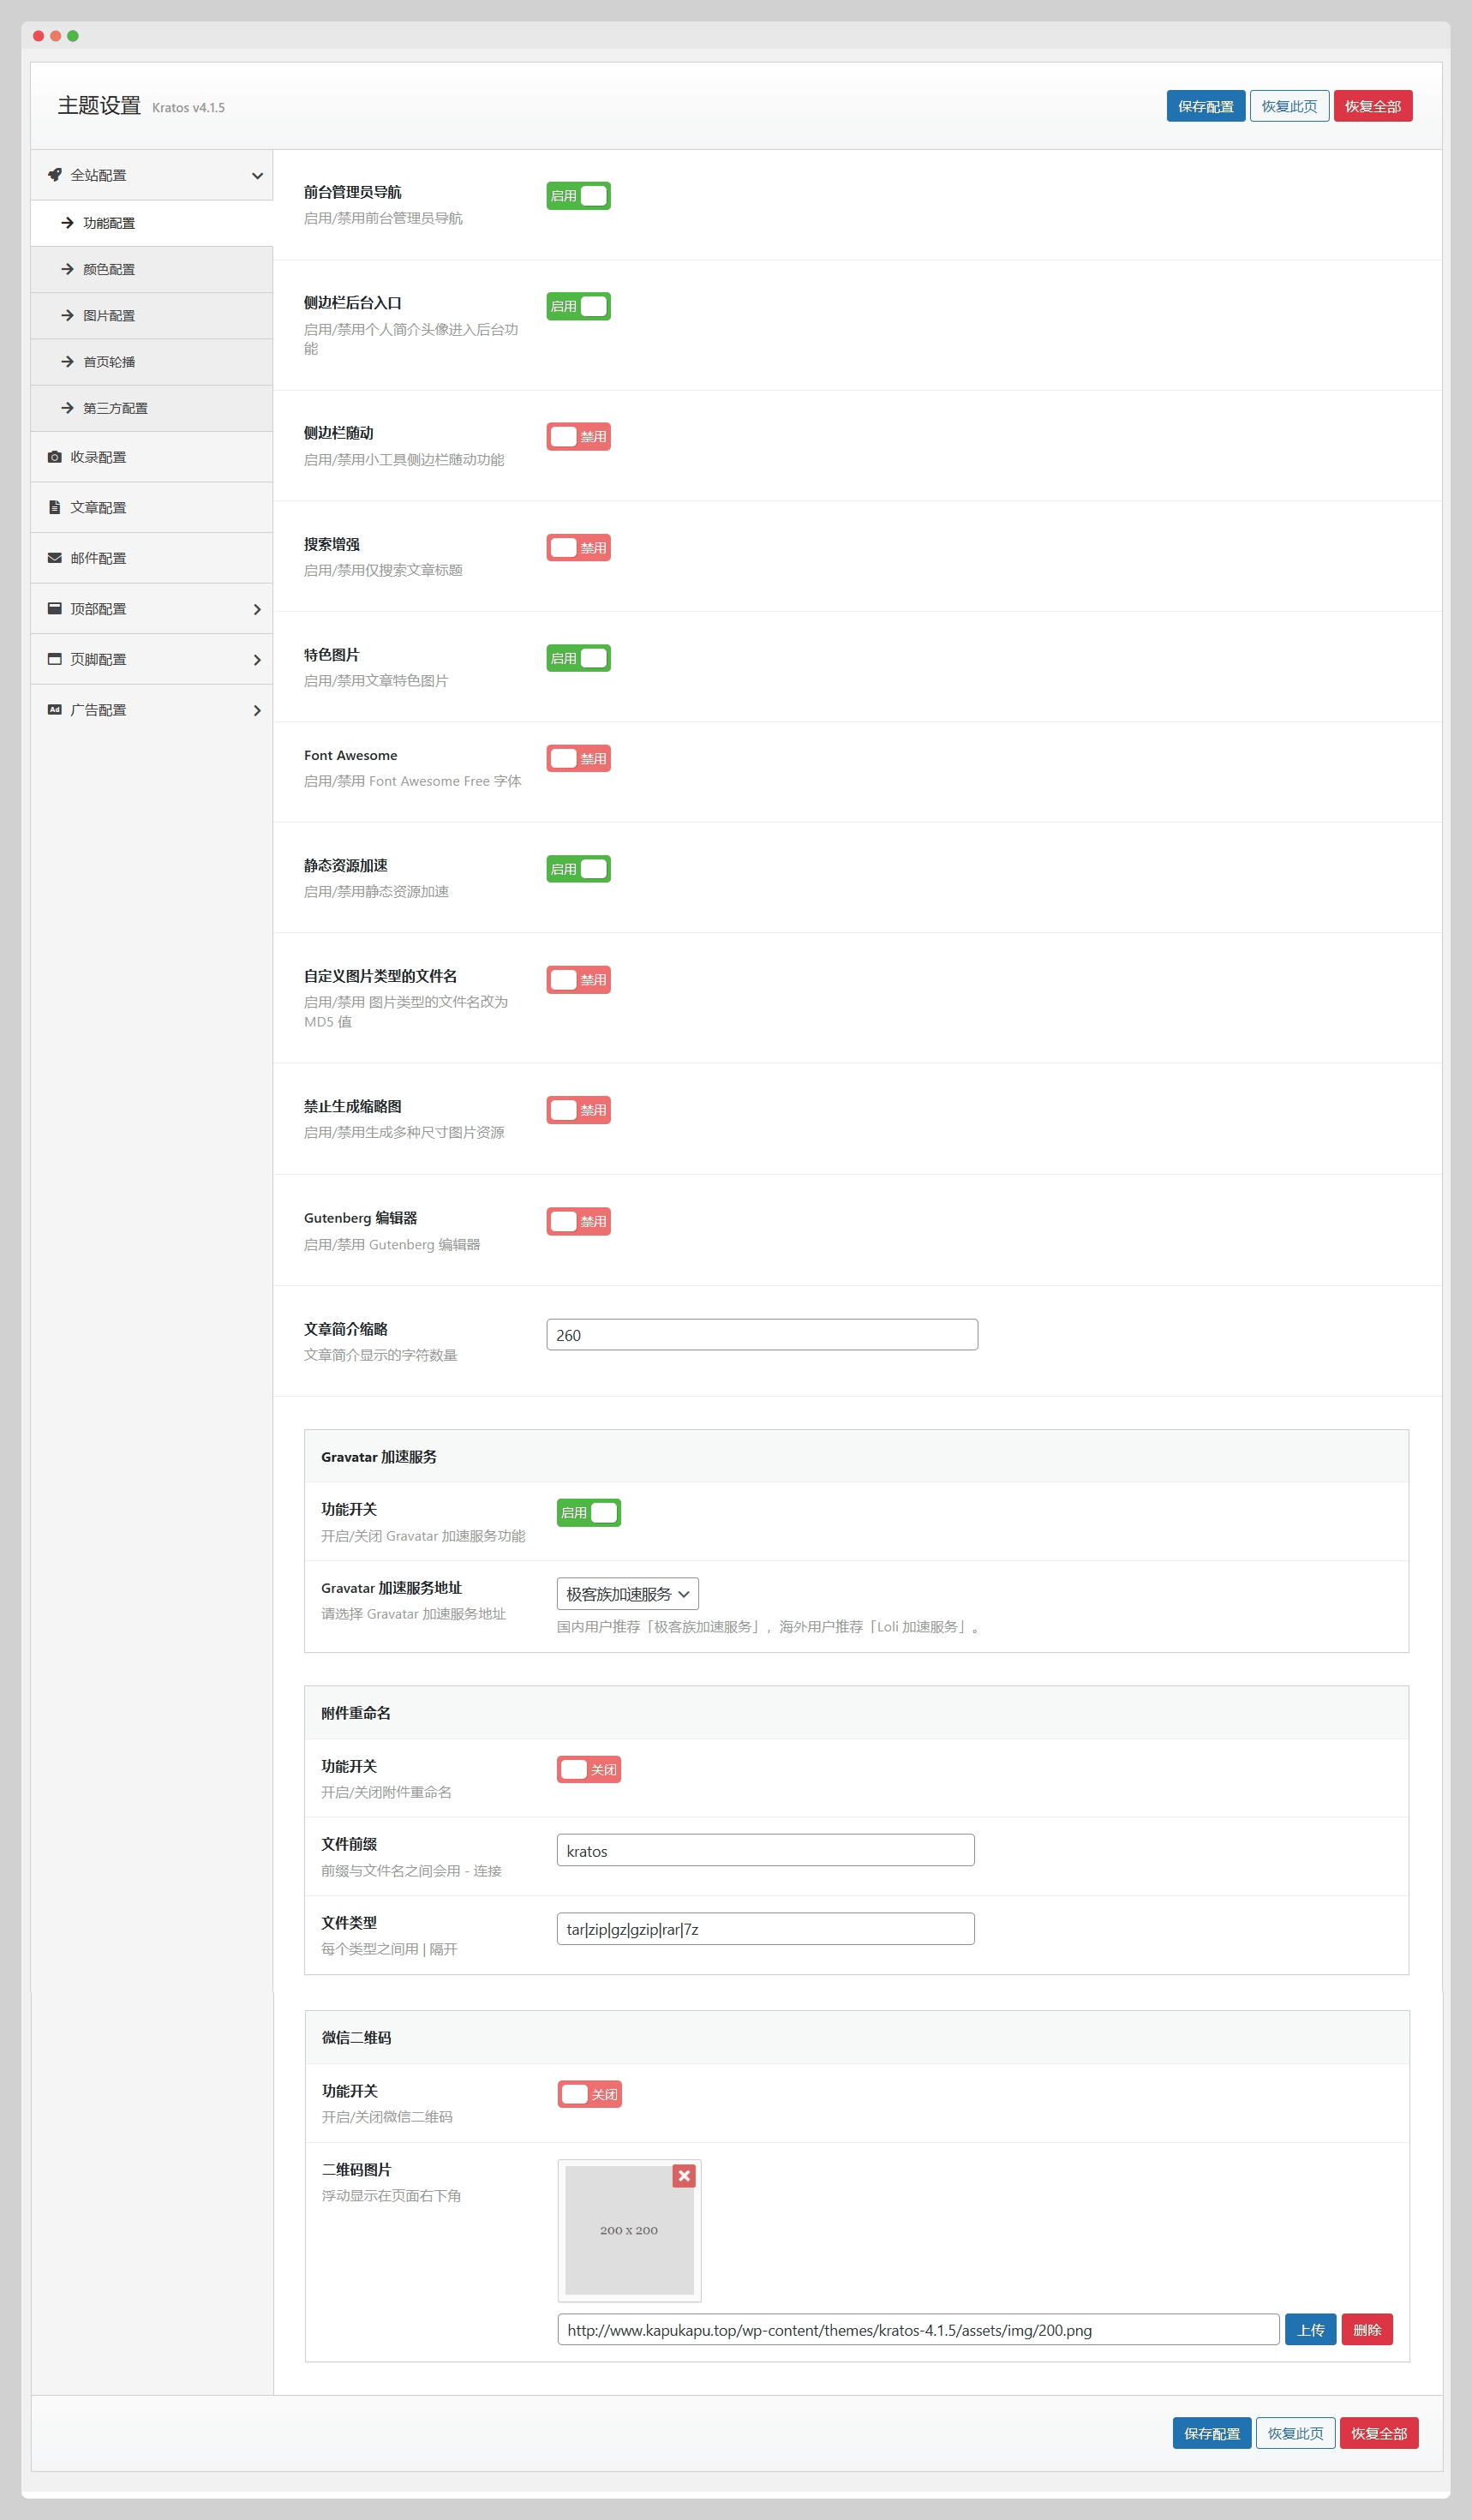 主题设置 Kratos v4.1.5
保存配置 恢复此页 恢复全部
全站配置
功能配置
颜色配置
图片配置
首页轮播
第三方配置
收录配置
文章配置
邮件配置
顶部配置
页脚配置
Ad 广告配置
前台管理员导航
启用/禁用前台管理员导航
启用
侧边栏后台入口
启用/禁用个人简介头像进入后台功
能
启用
侧边栏随动
启用/禁用小工具侧边栏随动功能
禁用
搜索增强
启用/禁用仅搜索文章标题
禁用
特色图片
启用/禁用文章特色图片
启用
Font Awesome
启用/禁用 Font Awesome Free 字体
禁用
静态资源加速
启用/禁用静态资源加速
启用
自定义图片类型的文件名
启用/禁用 图片类型的文件名改为
MD5 值
禁用
禁止生成缩略图
启用/禁用生成多种尺寸图片资源
禁用
Gutenberg 编辑器
启用/禁用 Gutenberg 编辑器
禁用
文章简介缩略
文章简介显示的字符数量
260
Gravatar 加速服务
功能开关
开启/关闭 Gravatar 加速服务功能
启用
Gravatar 加速服务地址
请选择 Gravatar 加速服务地址
极客族加速服务
国内用户推荐「极客族加速服务」，海外用户推荐「Loli 加速服务」。
附件重命名
功能开关
开启/关闭附件重命名
关闭
文件前缀
前缀与文件名之间会用 - 连接
kratos
文件类型
每个类型之间用 | 隔开
tar|zip|gz|gzip|rar|7z
微信二维码
功能开关
开启/关闭微信二维码
关闭
二维码图片
浮动显示在页面右下角
200 x 200
http://www.kapukapu.top/wp-content/themes/kratos-4.1.5/assets/img/200.png
上传 删除
保存配置 恢复此页 恢复全部